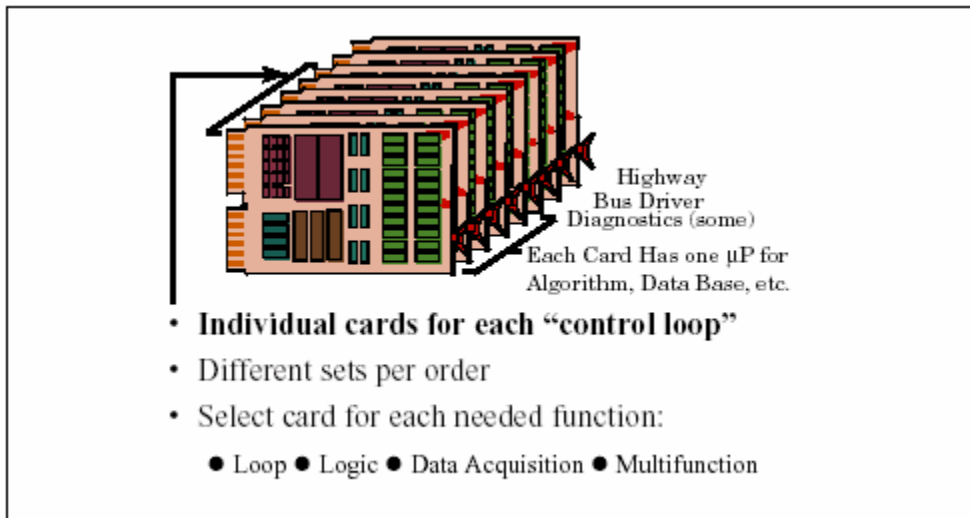 Highway
Bus Driver
Diagnostics (some)
Each Card Has one µP for
Algorithm, Data Base, etc.
• Individual cards for each “control loop”
• Different sets per order
• Select card for each needed function:
● Loop ● Logic ● Data Acquisition ● Multifunction